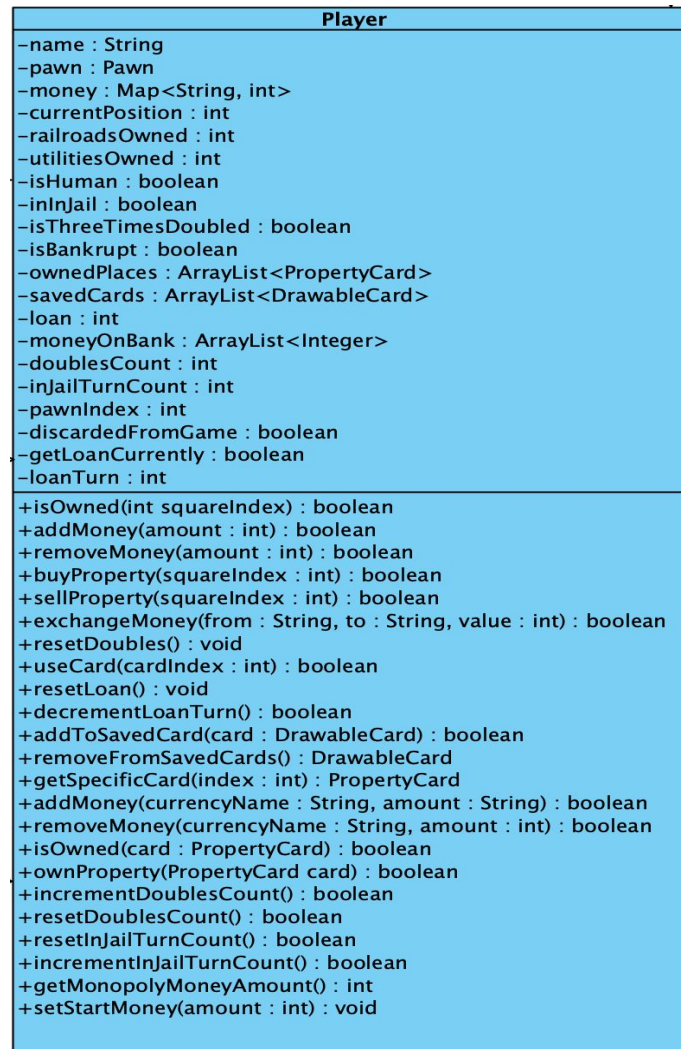 Player
-name : String
-pawn : Pawn
-money : Map<String, int>
-currentPosition : int
-railroadsOwned : int
-utilitiesOwned : int
-isHuman : boolean
-inInJail : boolean
-isThreeTimesDoubled : boolean
-isBankrupt : boolean
-ownedPlaces : ArrayList<PropertyCard>
-savedCards : ArrayList<DrawableCard>
-loan : int
-moneyOnBank : ArrayList<Integer>
-doublesCount : int
-inJailTurnCount : int
-pawnIndex : int
-discardedFromGame : boolean
-getLoanCurrently : boolean
-loanTurn : int
+isOwned(int squareIndex) : boolean
+addMoney(amount : int) : boolean
+removeMoney(amount : int) : boolean
+buyProperty(squareIndex : int) : boolean
+sellProperty(squareIndex : int) : boolean
+exchangeMoney(from : String, to : String, value : int) : boolean
+resetDoubles() : void
+useCard(cardIndex : int) : boolean
+resetLoan() : void
+decrementLoanTurn() : boolean
+addToSavedCard(card : DrawableCard) : boolean
+removeFromSavedCards() : DrawableCard
+getSpecificCard(index : int) : PropertyCard
+addMoney(currencyName : String, amount : String) : boolean
+removeMoney(currencyName : String, amount : int) : boolean
+isOwned(card : PropertyCard) : boolean
+ownProperty(PropertyCard card) : boolean
+incrementDoublesCount() : boolean
+resetDoublesCount() : boolean
+resetInJailTurnCount() : boolean
+incrementInJailTurnCount() : boolean
+getMonopolyMoneyAmount() : int
+setStartMoney(amount : int) : void